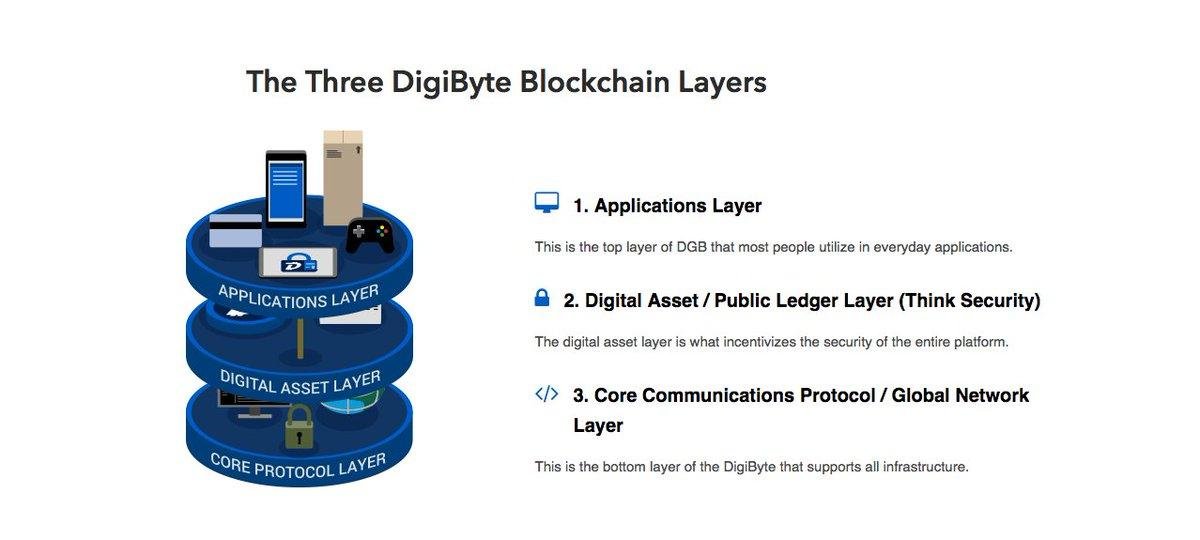 The Three DigiByte Blockchain Layers
APPLICATIONS LAYER
DIGITAL ASSET LAYER
CORE PROTOCOL LAYER
1. Applications Layer
This is the top layer of DGB that most people utilize in everyday applications.
2. Digital Asset / Public Ledger Layer (Think Security)
The digital asset layer is what incentivizes the security of the entire platform.
3. Core Communications Protocol / Global Network
Layer
This is the bottom layer of the DigiByte that supports all infrastructure.